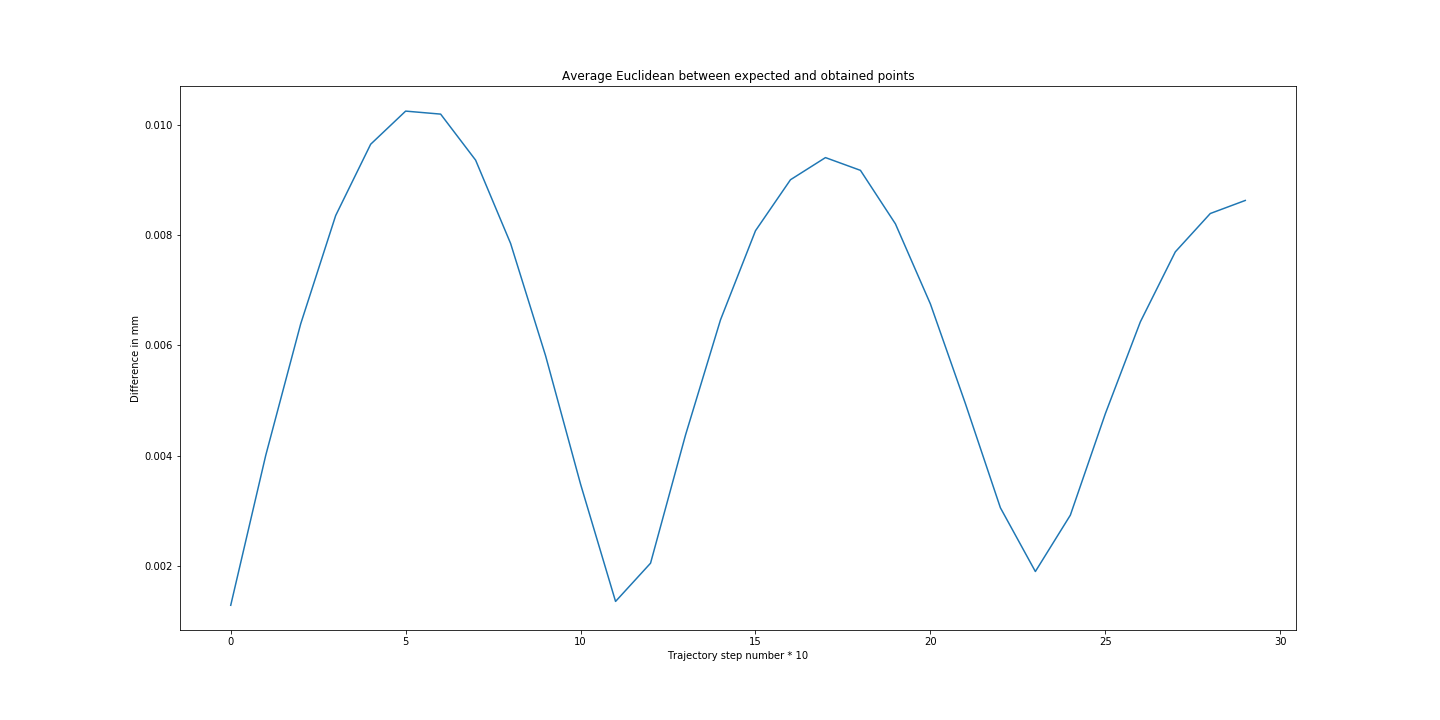 Average Euclidean between expected and obtained points
0.010
0.008
0.006
0.004
0.002
Difference in mm
0 5 10 15 20 25 30
Trajectory step number * 10